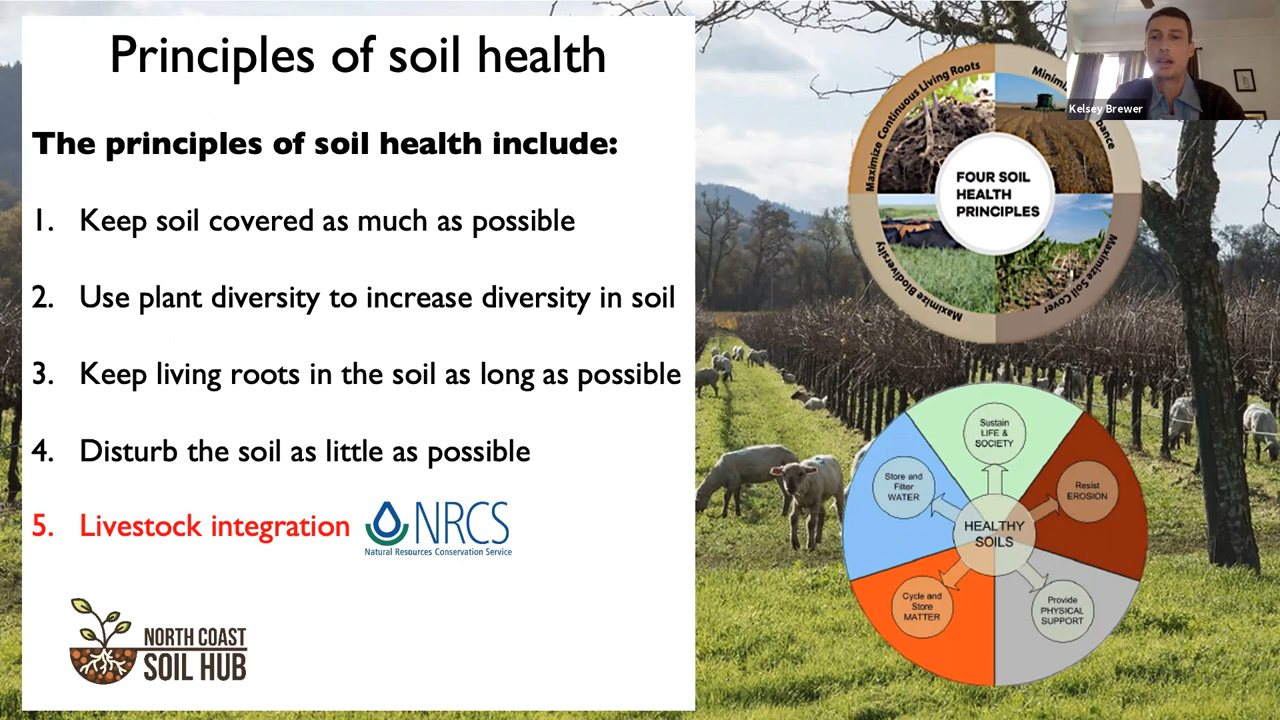 Principles of soil health
The principles of soil health include:
1. Keep soil covered as much as possible
2. Use plant diversity to increase diversity in soil
3. Keep living roots in the soil as long as possible
4. Disturb the soil as little as possible
5. Livestock integration
NRCS
Natural Resources Conservation Service
NORTH COAST
SOIL HUB
Kelsey Brewer
Maximize Continuous Living Roots
FOUR SOIL
HEALTH
PRINCIPLES
Maximize Biodiversity
Maximize Soil Cover
Sustain
LIFE &
SOCIETY
Store and
Filter
WATER
Resist
EROSION
HEALTHY
SOILS
Cycle and
Store
MATTER
Provide
PHYSICAL
SUPPORT